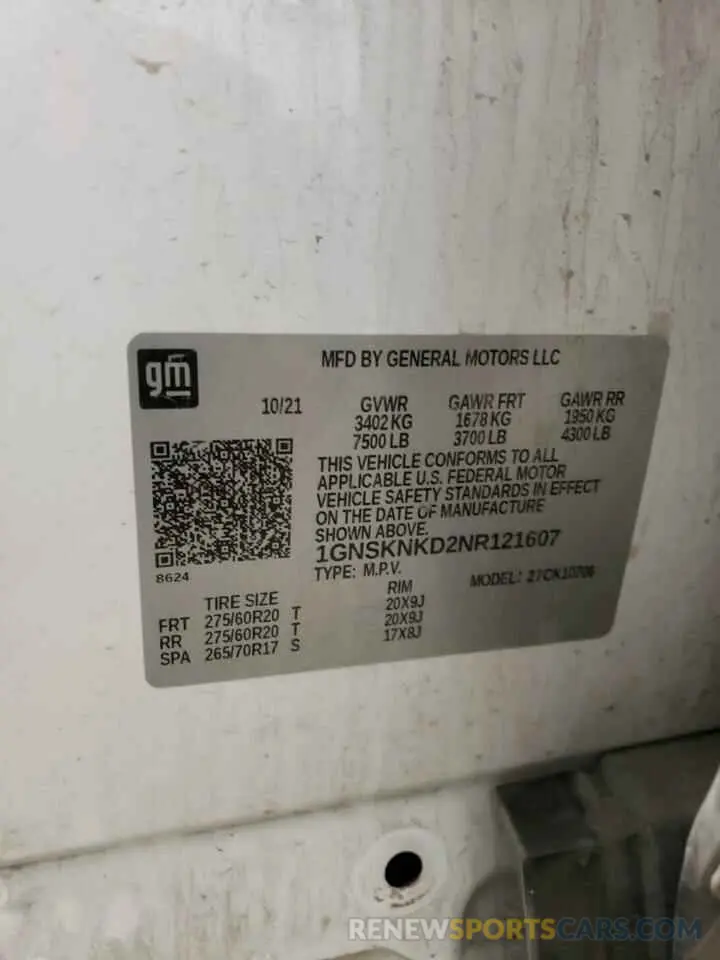 gm
MFD BY GENERAL MOTORS LLC
10/21 GVWR GAWR FRT GAWR RR
3402 KG 1678 KG 1950 KG
7500 LB 3700 LB 4300 LB
THIS VEHICLE CONFORMS TO ALL
APPLICABLE U.S. FEDERAL MOTOR
VEHICLE SAFETY STANDARDS IN EFFECT
ON THE DATE OF MANUFACTURE
SHOWN ABOVE.
1GNSKNKD2NR121607
8624
TYPE: M.P.V. MODEL:
TIRE SIZE RIM
FRT 275/60R20 T 20X9J
RR 275/60R20 T 20X9J
SPA 265/70R17 S 17X8J
RENEWSPORTSCARS.COM